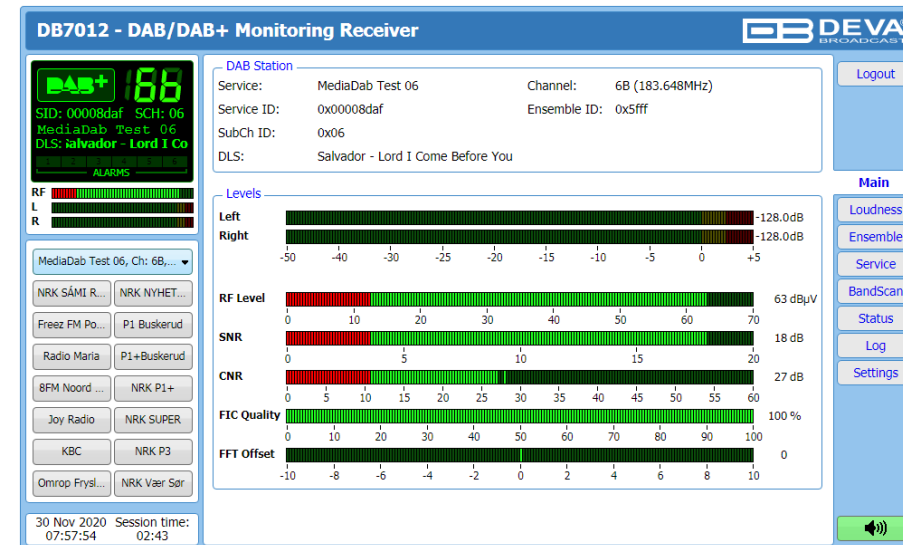 DB7012 - DAB/DAB+ Monitoring Receiver
DEVA
BROADCAST
DAB+ 6b
SID: 00008daf SCH: 06
MediaDab Test 06
DLS: salvador - Lord I Co
1 2 3 4 5 6
ALARMS
RF
L
R
MediaDab Test 06, Ch: 6B,...
NRK SÁMI R... NRK NYHET...
Freez FM Po... P1 Buskerud
Radio Maria P1+Buskerud
8FM Noord ... NRK P1+
Joy Radio NRK SUPER
KBC NRK P3
Omrop Frysl... NRK Vær Sør
30 Nov 2020 Session time:
07:57:54 02:43
DAB Station
Service: MediaDab Test 06 Channel: 6B (183.648MHz)
Service ID: 0x00008daf Ensemble ID: 0x5fff
SubCh ID: 0x06
DLS: Salvador - Lord I Come Before You
Levels
Left -128.0dB
Right -128.0dB
-50 -40 -30 -25 -20 -15 -10 -5 0 +5
RF Level 63 dBµV
0 10 20 30 40 50 60 70
SNR 18 dB
0 5 10 15 20
CNR 27 dB
0 5 10 15 20 25 30 35 40 45 50 55 60
FIC Quality 100 %
0 10 20 30 40 50 60 70 80 90 100
FFT Offset 0
-10 -8 -6 -4 -2 0 2 4 6 8 10
Logout
Main
Loudness
Ensemble
Service
BandScan
Status
Log
Settings